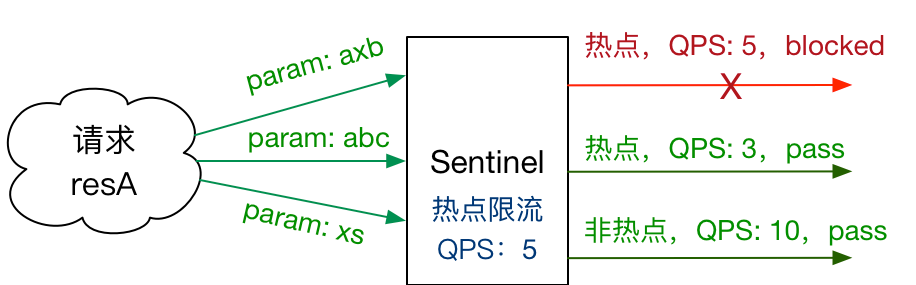 请求
resA
param: axb
param: abc
param: xs
Sentinel
热点限流
QPS：5
热点，QPS: 5，blocked
X
热点，QPS: 3，pass
非热点，QPS: 10，pass